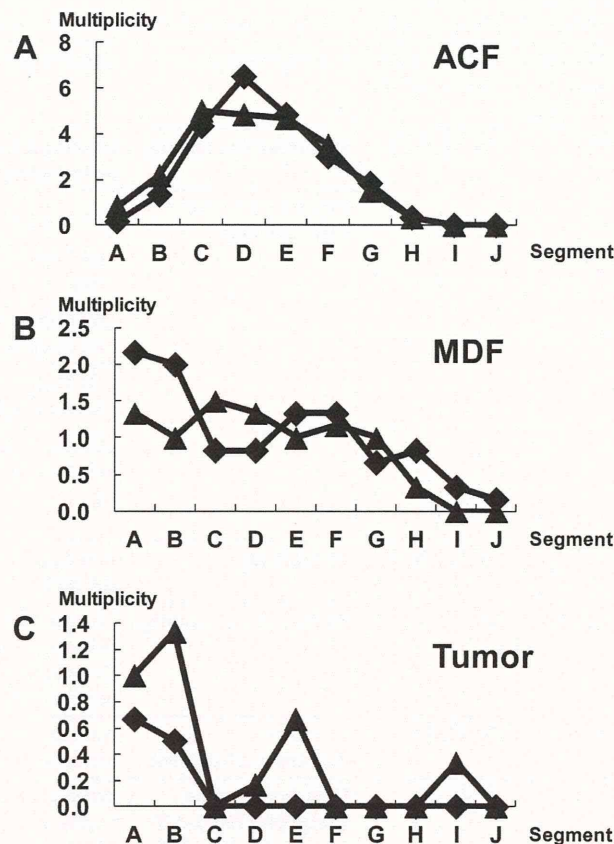 Multiplicity
A
ACF
8
6
4
2
0
A B C D E F G H I J Segment
Multiplicity
B
MDF
2.5
2.0
1.5
1.0
0.5
0.0
A B C D E F G H I J Segment
Multiplicity
C
Tumor
1.4
1.2
1.0
0.8
0.6
0.4
0.2
0.0
A B C D E F G H I J Segment